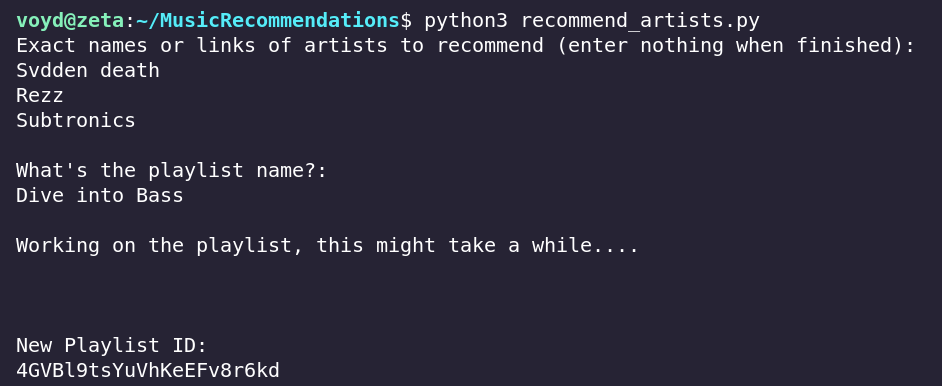 voyd@zeta:~/MusicRecommendations$ python3 recommend_artists.py
Exact names or links of artists to recommend (enter nothing when finished):
Svdden death
Rezz
Subtronics
What's the playlist name?:
Dive into Bass
Working on the playlist, this might take a while....
New Playlist ID:
4GVBl9tsYuVhKeEFv8r6kd